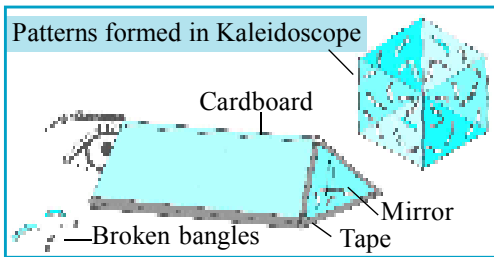 Patterns formed in Kaleidoscope
Cardboard
Mirror
Tape
Broken bangles